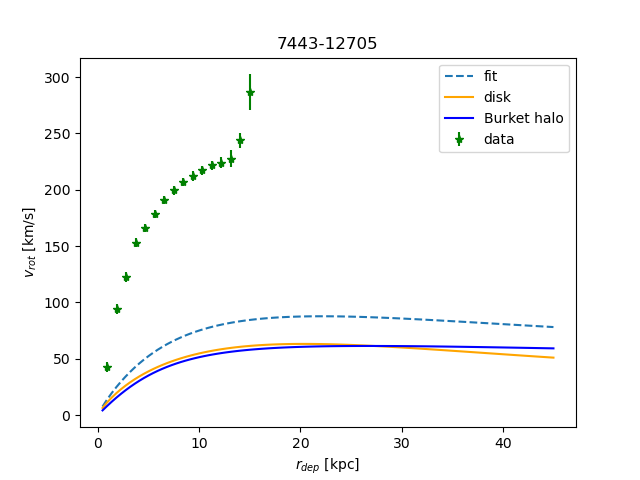 7443-12705
300
250
200
150
100
50
0
v_rot [km/s]
fit
disk
Burket halo
data
0 10 20 30 40
r_dep [kpc]